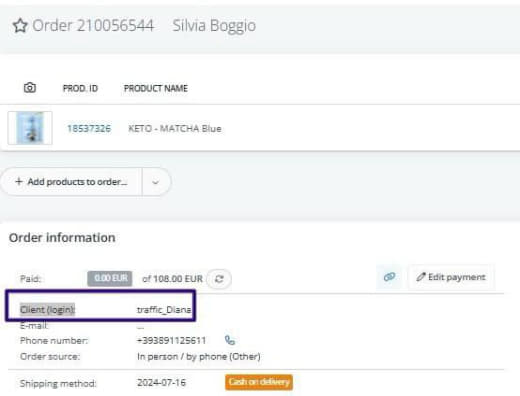 Order 210056544 Silvia Boggio
PROD. ID PRODUCT NAME
18537326 KETO - MATCHA Blue
+ Add products to order...
Order information
Paid: 0.00 EUR of 108.00 EUR Edit payment
Client (login): traffic_Diana
E-mail: ...
Phone number: +393891125611
Order source: In person / by phone (Other)
Shipping method: 2024-07-16 Cash on delivery